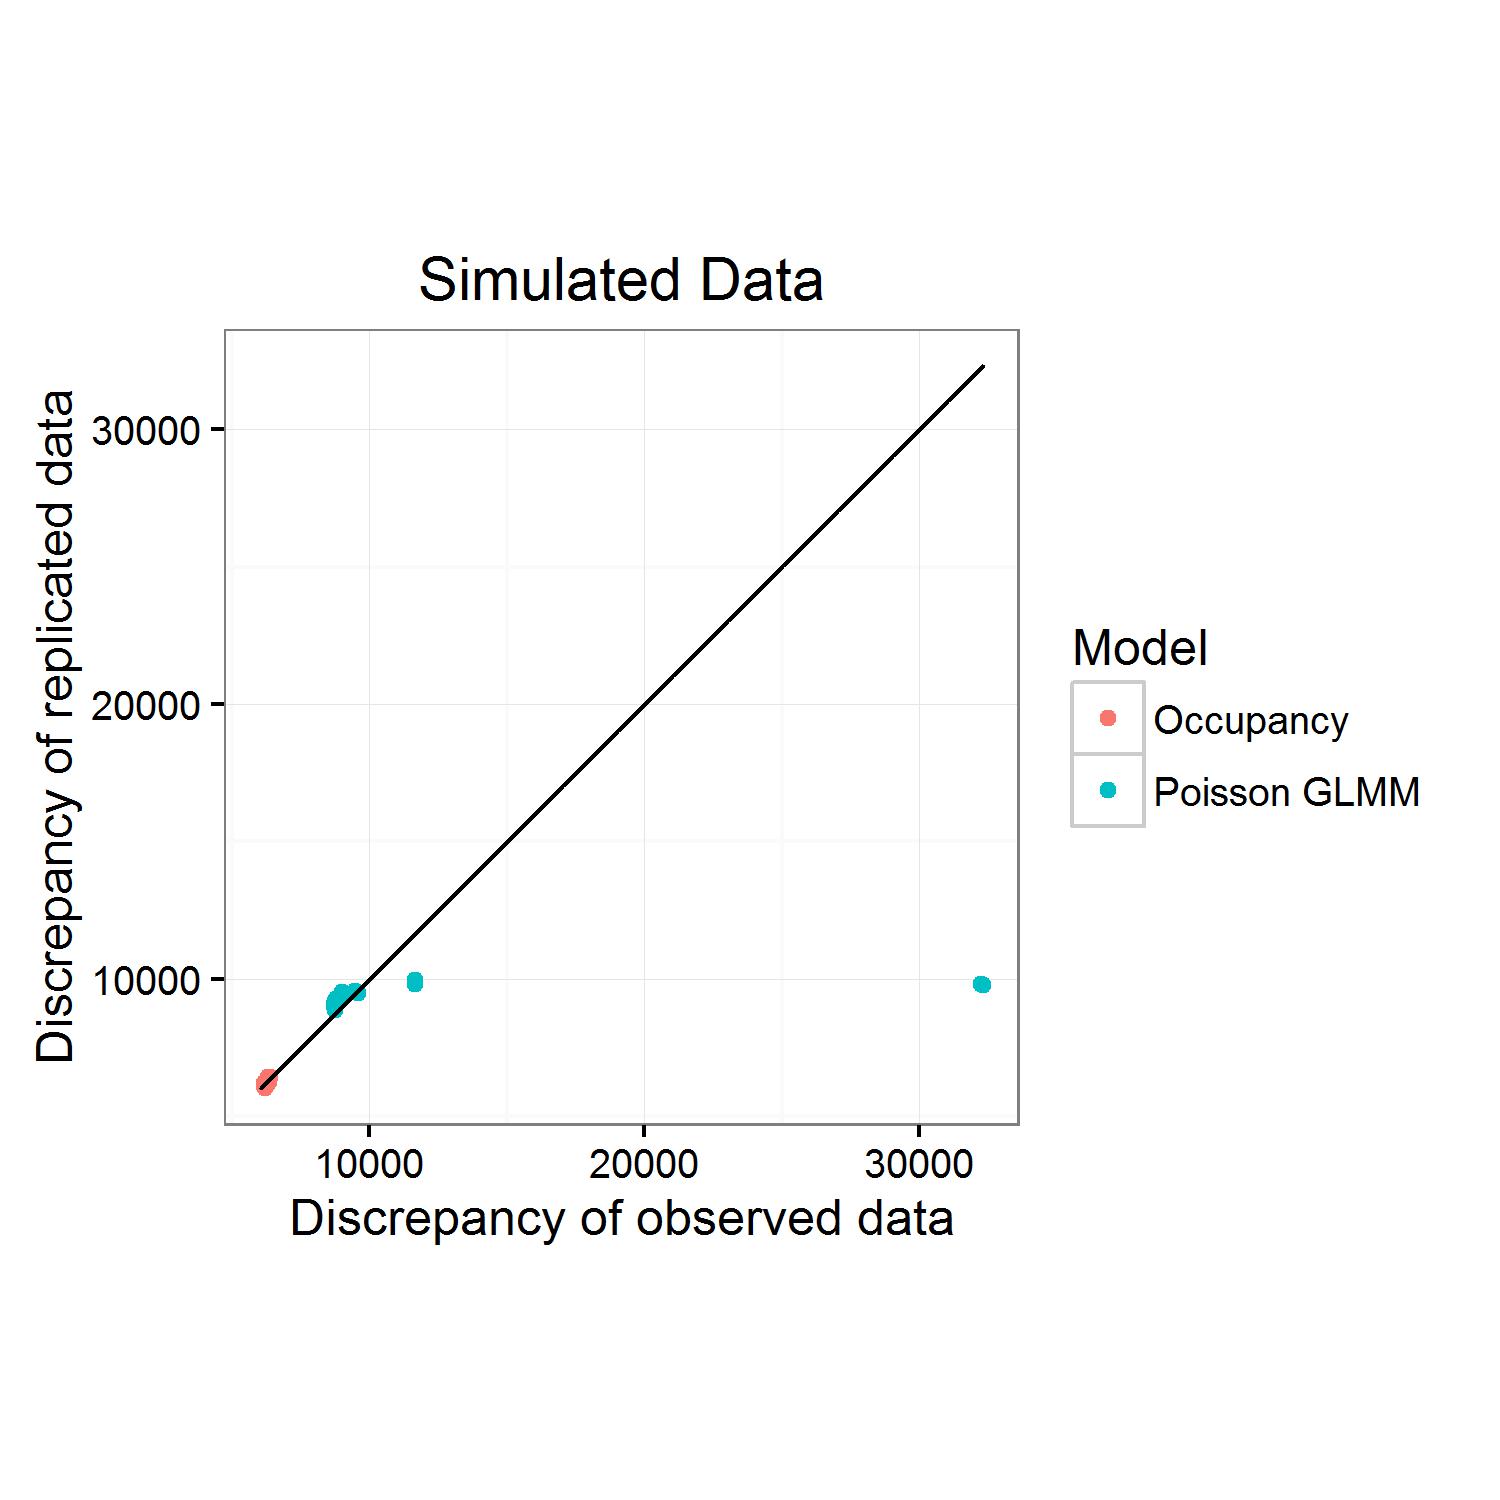 Simulated Data
Discrepancy of replicated data
30000
20000
10000
10000 20000 30000
Discrepancy of observed data
Model
Occupancy
Poisson GLMM